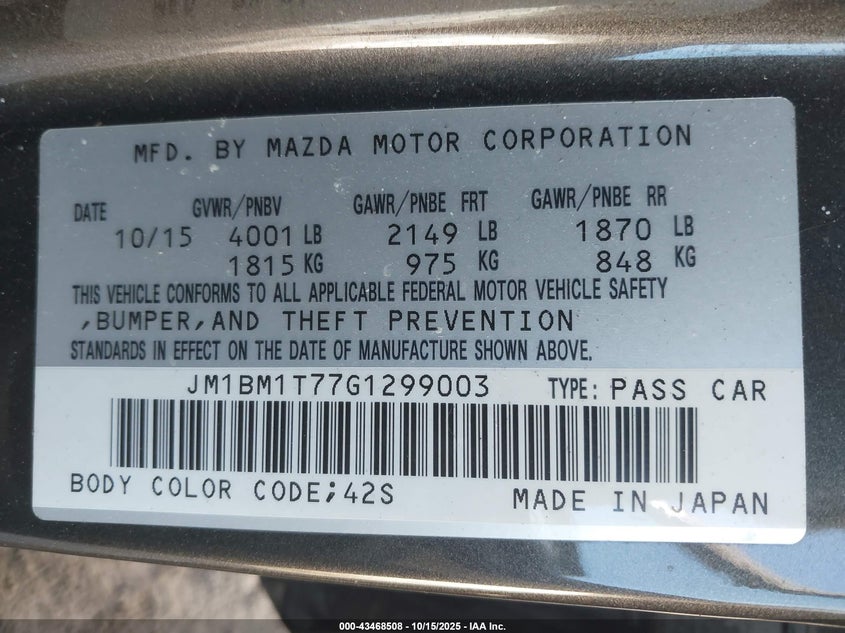 MFD. BY MAZDA MOTOR CORPORATION
DATE GVWR/PNBV GAWR/PNBE FRT GAWR/PNBE RR
10/15 4001 LB 2149 LB 1870 LB
1815 KG 975 KG 848 KG
THIS VEHICLE CONFORMS TO ALL APPLICABLE FEDERAL MOTOR VEHICLE SAFETY
,BUMPER,AND THEFT PREVENTION
STANDARDS IN EFFECT ON THE DATE OF MANUFACTURE SHOWN ABOVE.
JM1BM1T77G1299003 TYPE: PASS CAR
BODY COLOR CODE;42S MADE IN JAPAN
000-43468508 - 10/15/2025 - IAA Inc.